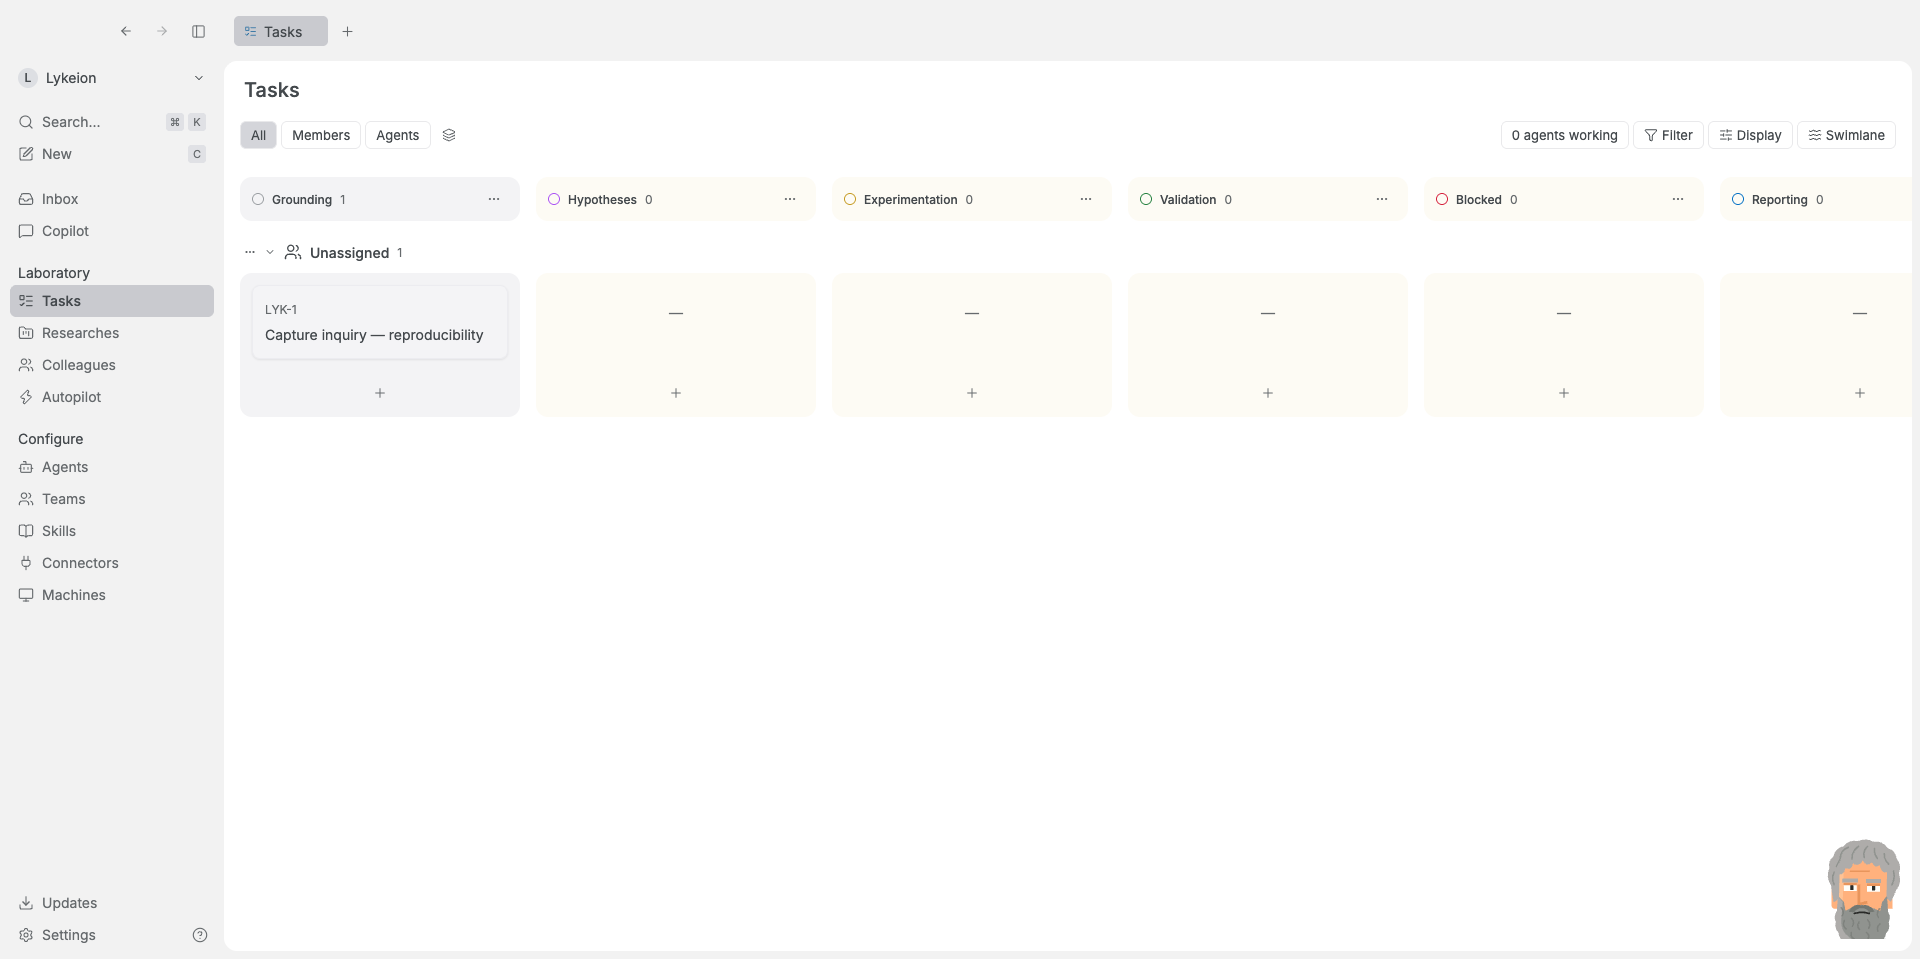 Tasks
L Lykeion
Search... ⌘ K
New C
Inbox
Copilot
Laboratory
Tasks
Researches
Colleagues
Autopilot
Configure
Agents
Teams
Skills
Connectors
Machines
Updates
Settings
Tasks
All Members Agents
0 agents working Filter Display Swimlane
Grounding 1 Hypotheses 0 Experimentation 0 Validation 0 Blocked 0 Reporting 0
Unassigned 1
LYK-1
Capture inquiry — reproducibility